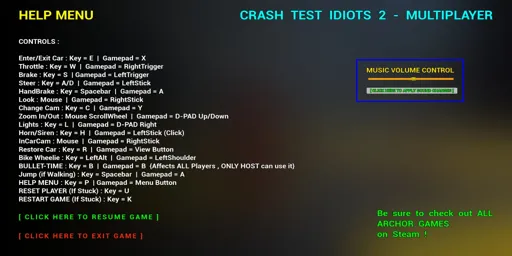 HELP MENU
CRASH TEST IDIOTS 2 - MULTIPLAYER
CONTROLS :
Enter/Exit Car : Key = E | Gamepad = X
Throttle : Key = W | Gamepad = RightTrigger
Brake : Key = S | Gamepad = LeftTrigger
Steer : Key = A/D | Gamepad = LeftStick
HandBrake : Key = Spacebar | Gamepad = A
Look : Mouse | Gamepad = RightStick
Change Cam : Key = C | Gamepad = Y
Zoom In/Out : Mouse ScrollWheel | Gamepad = D-PAD Up/Down
Lights : Key = L | Gamepad = D-PAD Right
Horn/Siren : Key = H | Gamepad = LeftStick (Click)
InCarCam : Mouse | Gamepad = RightStick
Restore Car : Key = R | Gamepad = View Button
Bike Wheelie : Key = LeftAlt | Gamepad = LeftShoulder
BULLET-TIME : Key = B | Gamepad = B (Affects ALL Players , ONLY HOST can use it)
Jump (if Walking) : Key = Spacebar | Gamepad = A
HELP MENU : Key = P | Gamepad = Menu Button
RESET PLAYER (If Stuck) : Key = U
RESTART GAME (If Stuck) : Key = K
[ CLICK HERE TO RESUME GAME ]
[ CLICK HERE TO EXIT GAME ]
MUSIC VOLUME CONTROL
[ CLICK HERE TO APPLY SOUND CHANGES ]
Be sure to check out ALL
ARCHOR GAMES
on Steam !